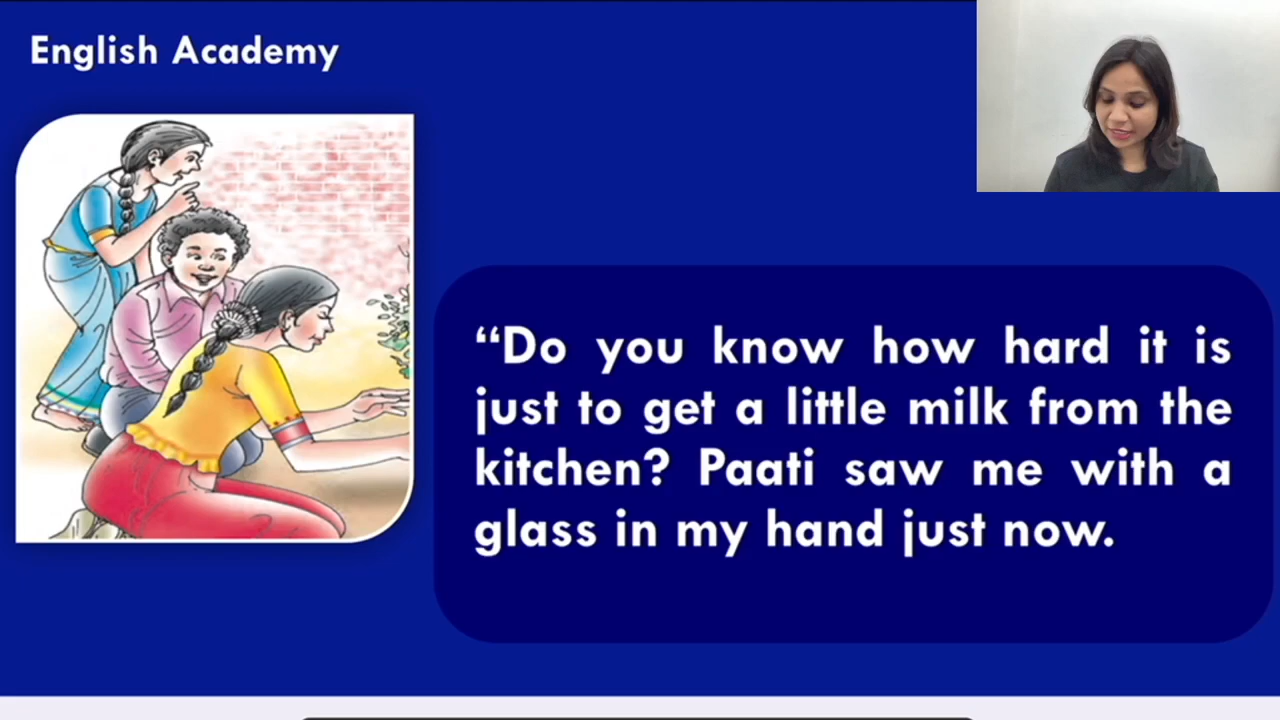 English Academy
“Do you know how hard it is
just to get a little milk from the
kitchen? Paati saw me with a
glass in my hand just now.